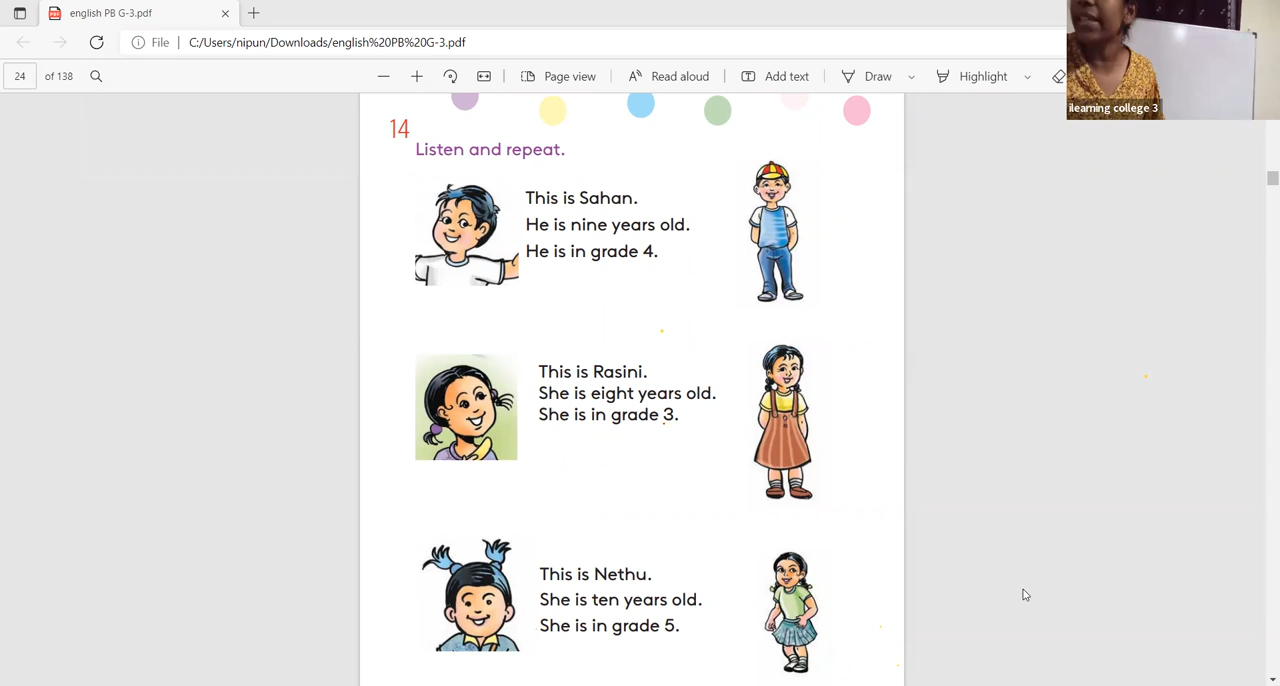 english PB G-3.pdf
File
C:/Users/nipun/Downloads/english%20PB%20G-3.pdf
24 of 138
Page view
Read aloud
Add text
Draw
Highlight
ilearning college 3
14
Listen and repeat.
This is Sahan.
He is nine years old.
He is in grade 4.
This is Rasini.
She is eight years old.
She is in grade 3.
This is Nethu.
She is ten years old.
She is in grade 5.